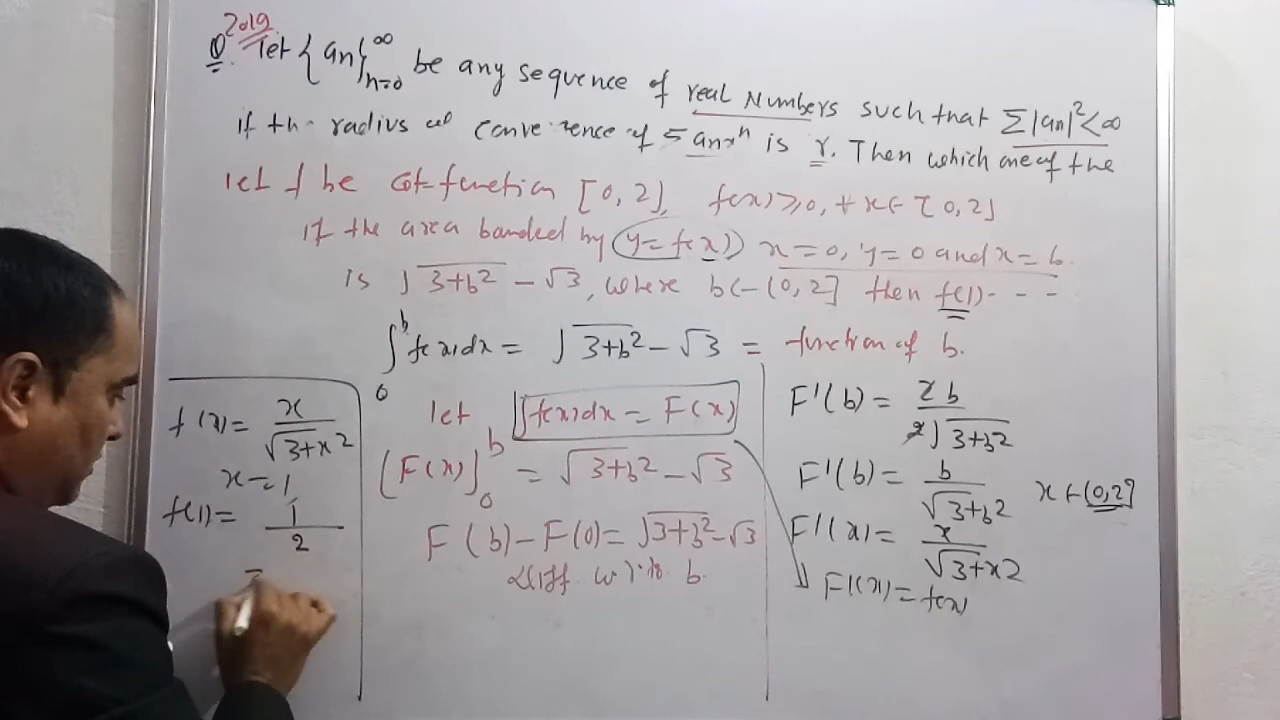 2019
Q. Let {an}∞n=0 be any sequence of real Numbers such that ∑|an|²<∞
if th radius of convergence of ∑ anxⁿ is r. Then which one of the
let f be cot function [0, 2], f(x)≥0, ∀ x∈[0,2]
if the area banded by y=f(x) x=0, y=0 and x=b
is √3+b² - √3, where b∈(0,2] then f(1)---
∫₀ᵇ f(x)dx = √3+b² - √3 = function of b.
f(x) = x/√3+x²
x=1
f(1) = 1/2
let ∫f(x)dx = F(x)
[F(x)]₀ᵇ = √3+b² - √3
F(b)-F(0) = √3+b² - √3
diff w.r.to b.
F'(b) = 2b/2√3+b²
F'(b) = b/√3+b² x∈(0,2]
F'(x) = x/√3+x²
F'(x) = f(x)